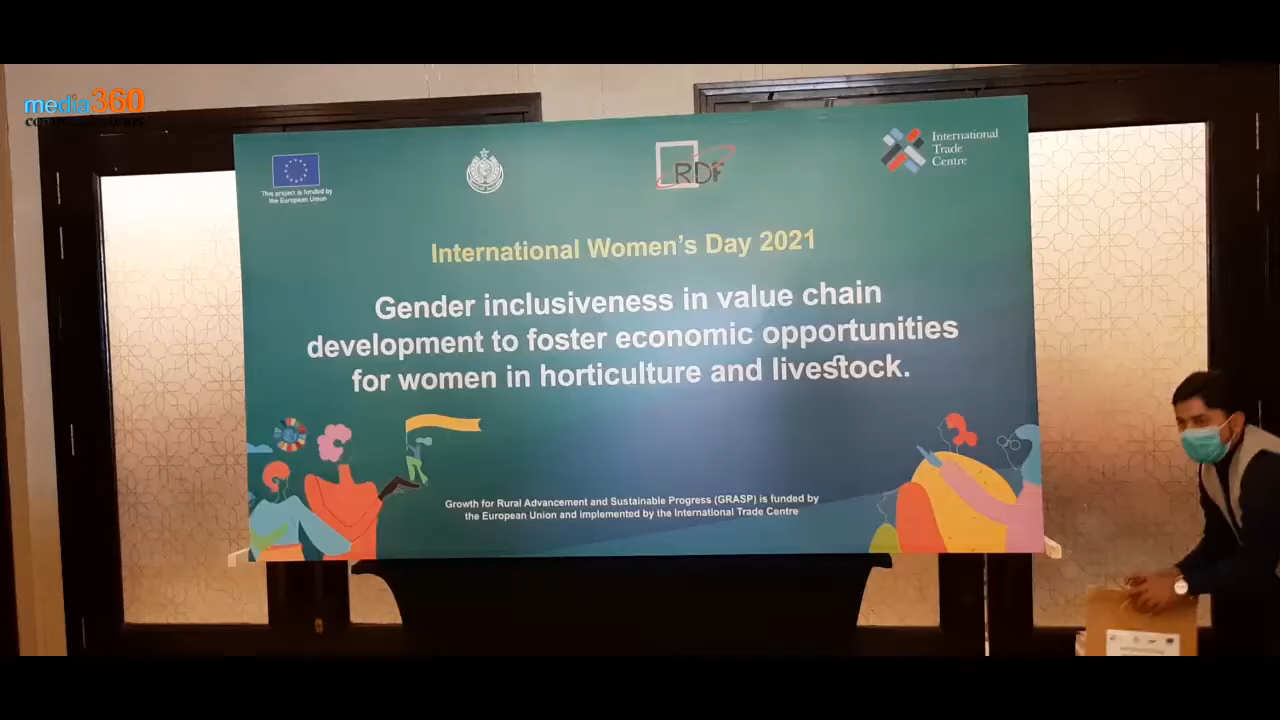 media360
This project is funded by
the European Union
RDF
International
Trade
Centre
International Women's Day 2021
Gender inclusiveness in value chain
development to foster economic opportunities
for women in horticulture and livestock.
Growth for Rural Advancement and Sustainable Progress (GRASP) is funded by
the European Union and implemented by the International Trade Centre